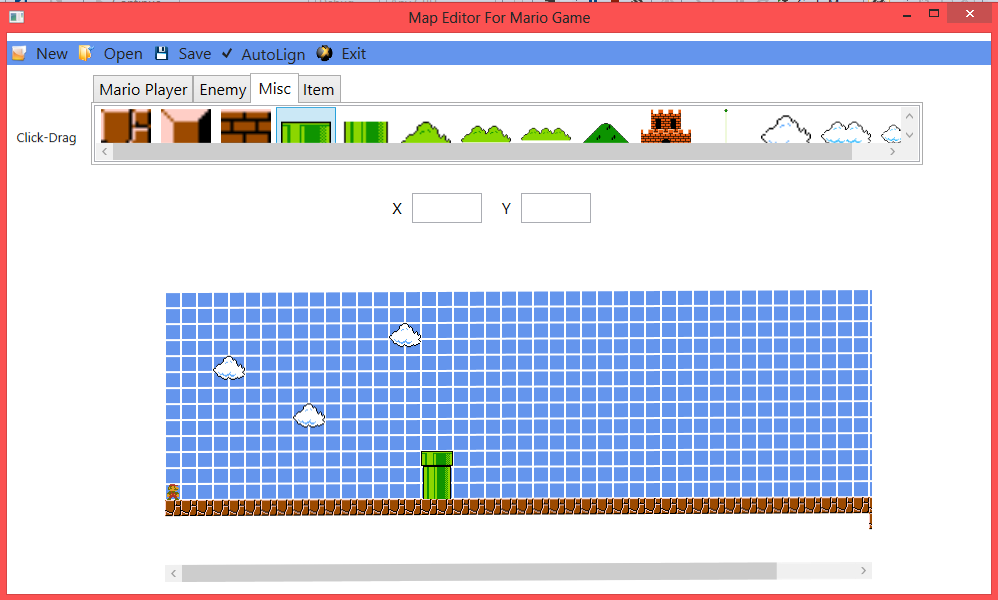 Map Editor For Mario Game
New Open Save AutoLign Exit
Mario Player Enemy Misc Item
Click-Drag
X Y